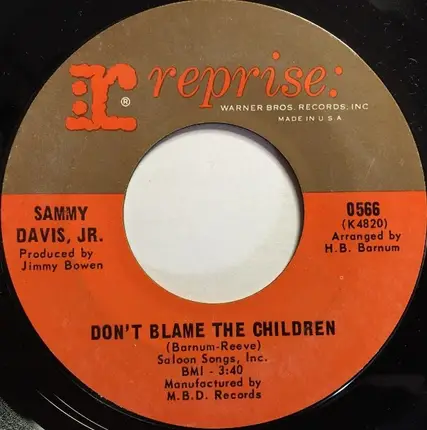 r® reprise:
WARNER BROS. RECORDS, INC
MADE IN U S A
SAMMY
DAVIS, JR.
Produced by
Jimmy Bowen
0566
(K4820)
Arranged by
H.B. Barnum
DON'T BLAME THE CHILDREN
(Barnum-Reeve)
Saloon Songs, Inc.
BMI - 3:40
Manufactured by
M.B.D. Records